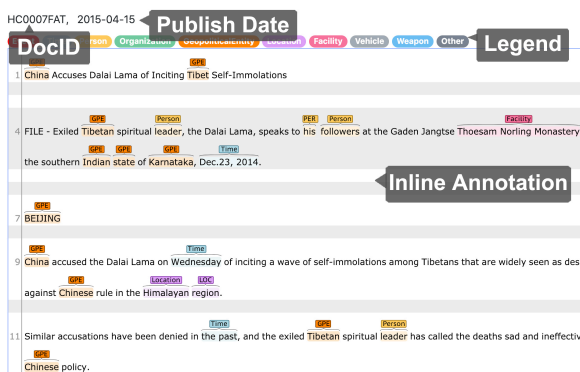 HC0007FAT, 2015-04-15
Publish Date
DocID
Person Organization GeopoliticalEntity Location Facility Vehicle Weapon Other
Legend
GPE GPE
1 China Accuses Dalai Lama of Inciting Tibet Self-Immolations
GPE Person PER Person Facility
4 FILE - Exiled Tibetan spiritual leader, the Dalai Lama, speaks to his followers at the Gaden Jangtse Thoesam Norling Monastery
GPE GPE GPE Time
the southern Indian state of Karnataka, Dec.23, 2014.
Inline Annotation
GPE
7 BEIJING
GPE Time
9 China accused the Dalai Lama on Wednesday of inciting a wave of self-immolations among Tibetans that are widely seen as des
GPE Location LOC
against Chinese rule in the Himalayan region.
Time GPE Person
11 Similar accusations have been denied in the past, and the exiled Tibetan spiritual leader has called the deaths sad and ineffectiv
GPE
Chinese policy.